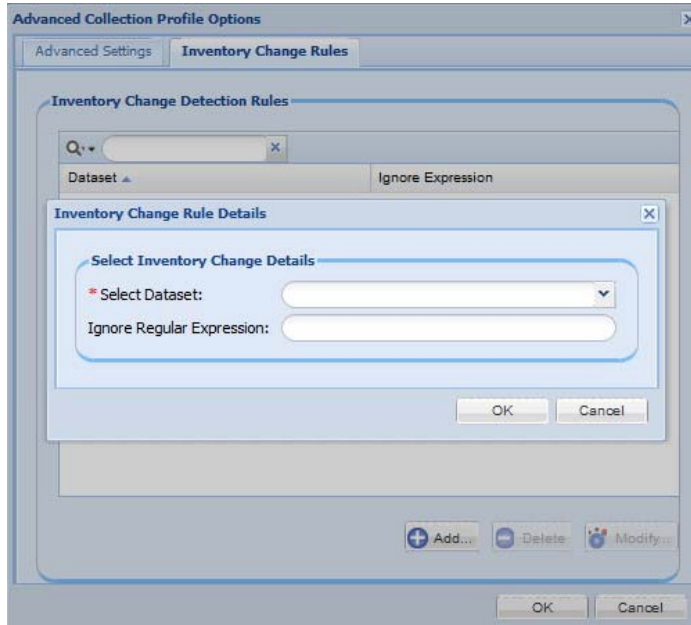 Advanced Collection Profile Options
Advanced Settings
Inventory Change Rules
Inventory Change Detection Rules
Dataset
Ignore Expression
Inventory Change Rule Details
Select Inventory Change Details
* Select Dataset:
Ignore Regular Expression:
OK
Cancel
Add...
Delete
Modify...
OK
Cancel